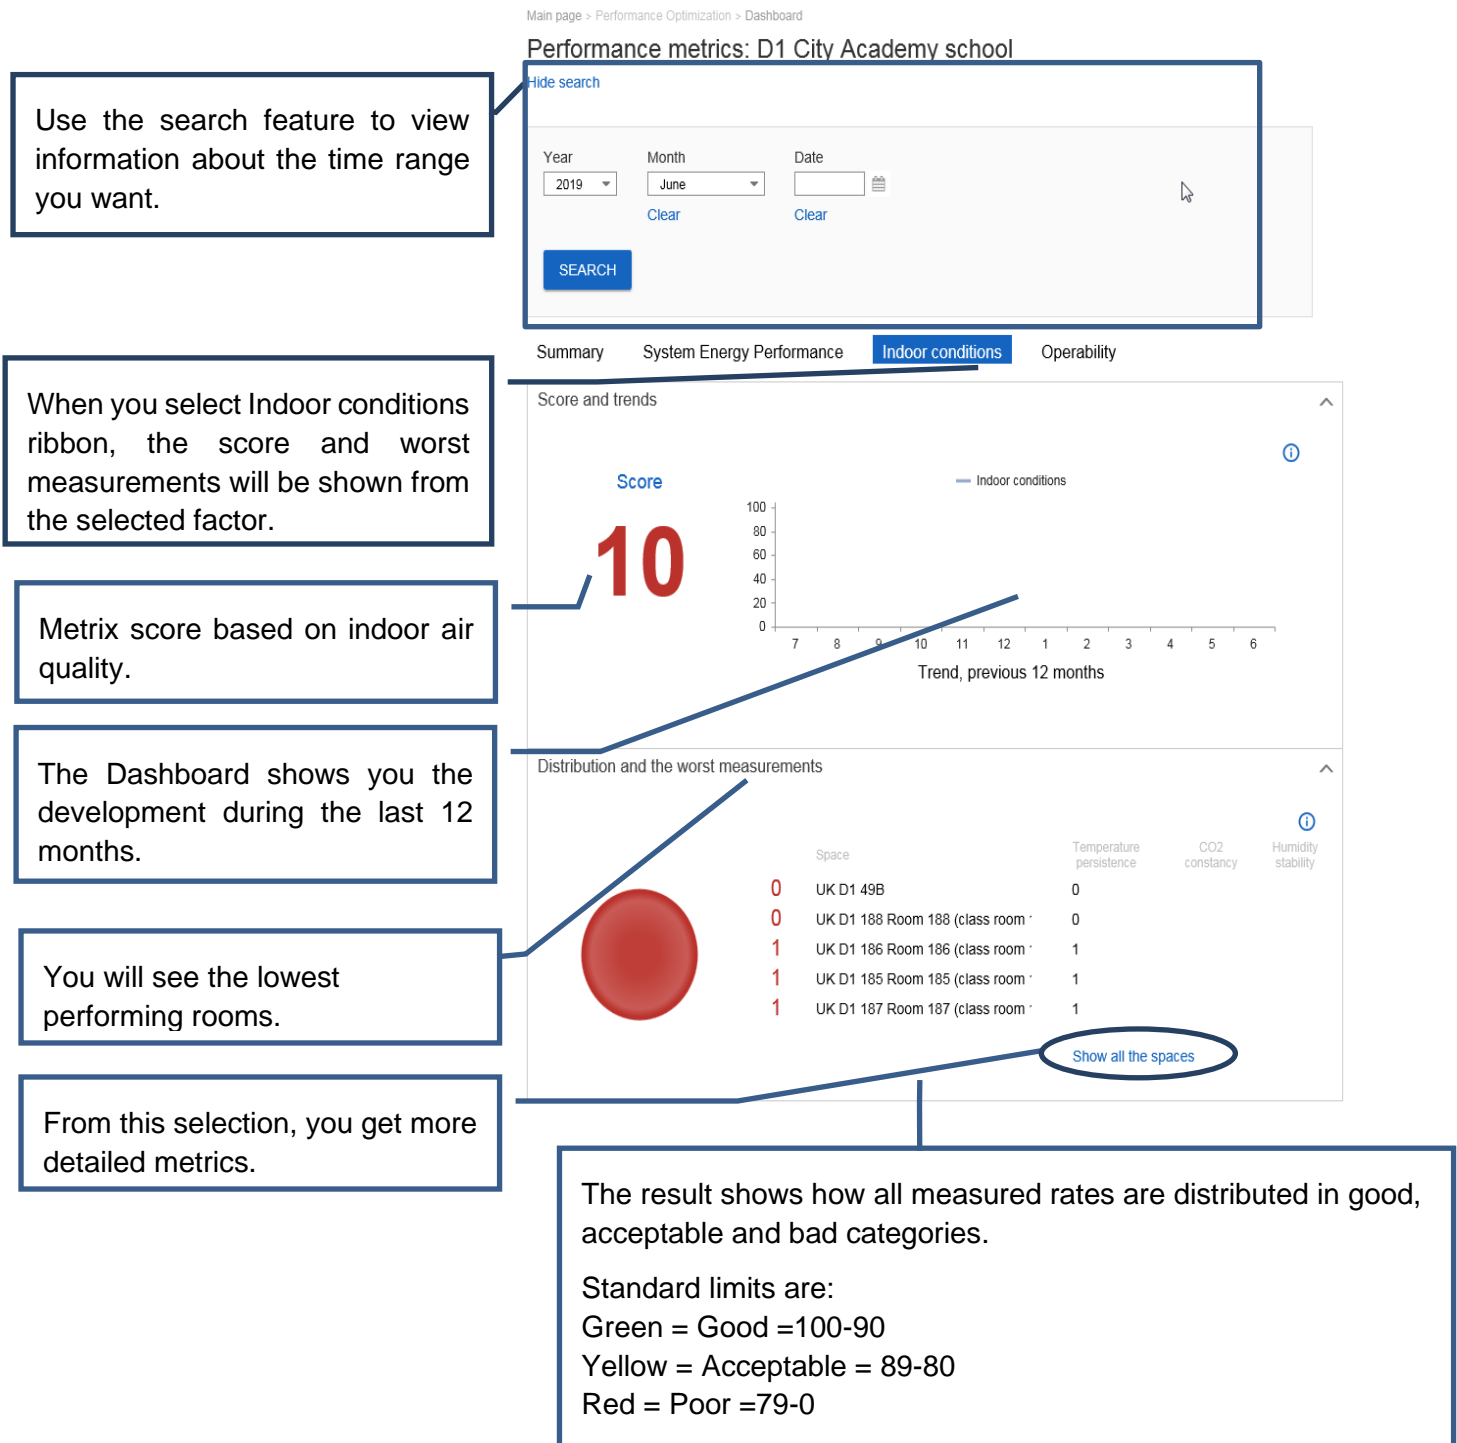 Main page > Performance Optimization > Dashboard
Performance metrics: D1 City Academy school
Hide search
Use the search feature to view
information about the time range
you want.
Year Month Date
2019 June
Clear Clear
SEARCH
Summary System Energy Performance Indoor conditions Operability
When you select Indoor conditions
ribbon, the score and worst
measurements will be shown from
the selected factor.
Score and trends
Score
10
Indoor conditions
100
80
60
40
20
0
7 8 9 10 11 12 1 2 3 4 5 6
Trend, previous 12 months
Metrix score based on indoor air
quality.
The Dashboard shows you the
development during the last 12
months.
Distribution and the worst measurements
Space Temperature persistence CO2 constancy Humidity stability
0 UK D1 49B 0
0 UK D1 188 Room 188 (class room 0
1 UK D1 186 Room 186 (class room 1
1 UK D1 185 Room 185 (class room 1
1 UK D1 187 Room 187 (class room 1
Show all the spaces
You will see the lowest
performing rooms.
From this selection, you get more
detailed metrics.
The result shows how all measured rates are distributed in good,
acceptable and bad categories.
Standard limits are:
Green = Good =100-90
Yellow = Acceptable = 89-80
Red = Poor =79-0